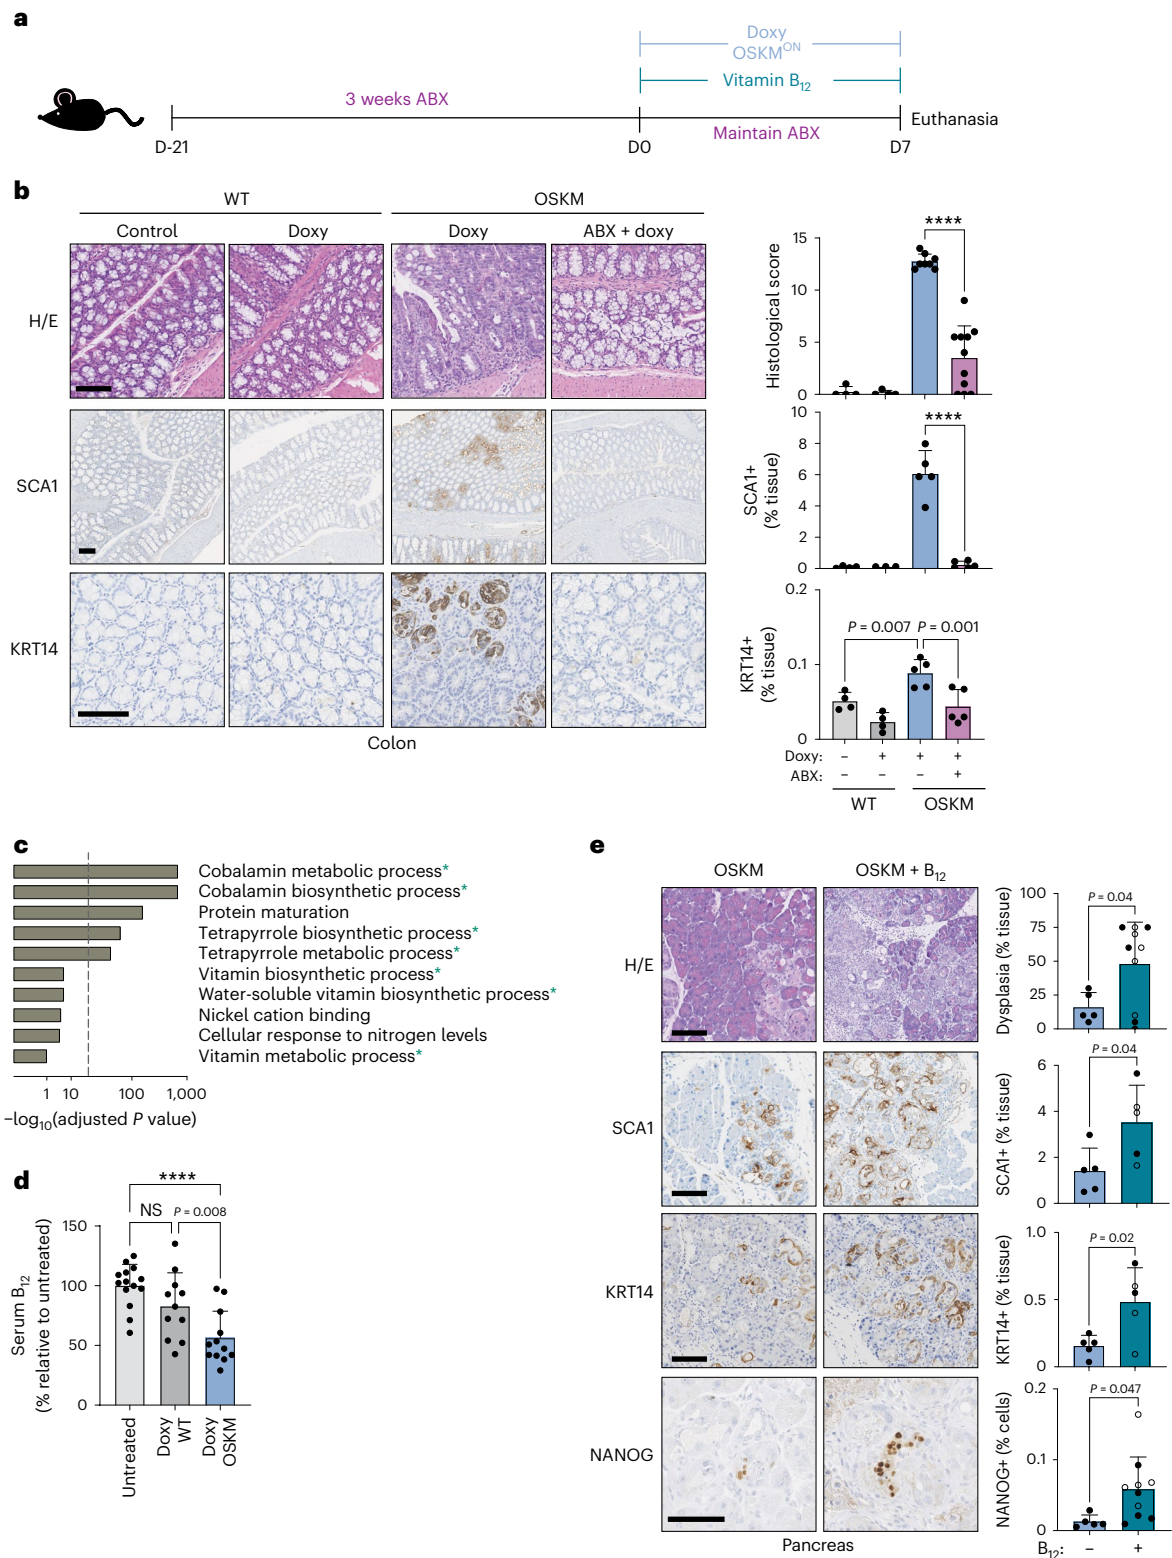 a
Doxy
OSKM^ON
Vitamin B12
3 weeks ABX
Maintain ABX
Euthanasia
D-21
D0
D7
b
WT
OSKM
Control
Doxy
Doxy
ABX + doxy
H/E
SCA1
KRT14
Colon
****
15
10
5
0
Histological score
****
10
8
6
4
2
0
SCA1+
(% tissue)
0.2
P = 0.007
P = 0.001
0.1
0
KRT14+
(% tissue)
Doxy: – + + +
ABX: – – – +
WT
OSKM
c
Cobalamin metabolic process*
Cobalamin biosynthetic process*
Protein maturation
Tetrapyrrole biosynthetic process*
Tetrapyrrole metabolic process*
Vitamin biosynthetic process*
Water-soluble vitamin biosynthetic process*
Nickel cation binding
Cellular response to nitrogen levels
Vitamin metabolic process*
1 10 100 1,000
–log10(adjusted P value)
d
****
NS
P = 0.008
150
100
50
0
Serum B12
(% relative to untreated)
Untreated
Doxy
WT
Doxy
OSKM
e
OSKM
OSKM + B12
H/E
SCA1
KRT14
NANOG
Pancreas
P = 0.04
100
75
50
25
0
Dysplasia (% tissue)
P = 0.04
6
4
2
0
SCA1+ (% tissue)
P = 0.02
1.0
0.5
0
KRT14+ (% tissue)
P = 0.047
0.2
0.1
0
NANOG+ (% cells)
B12: – +